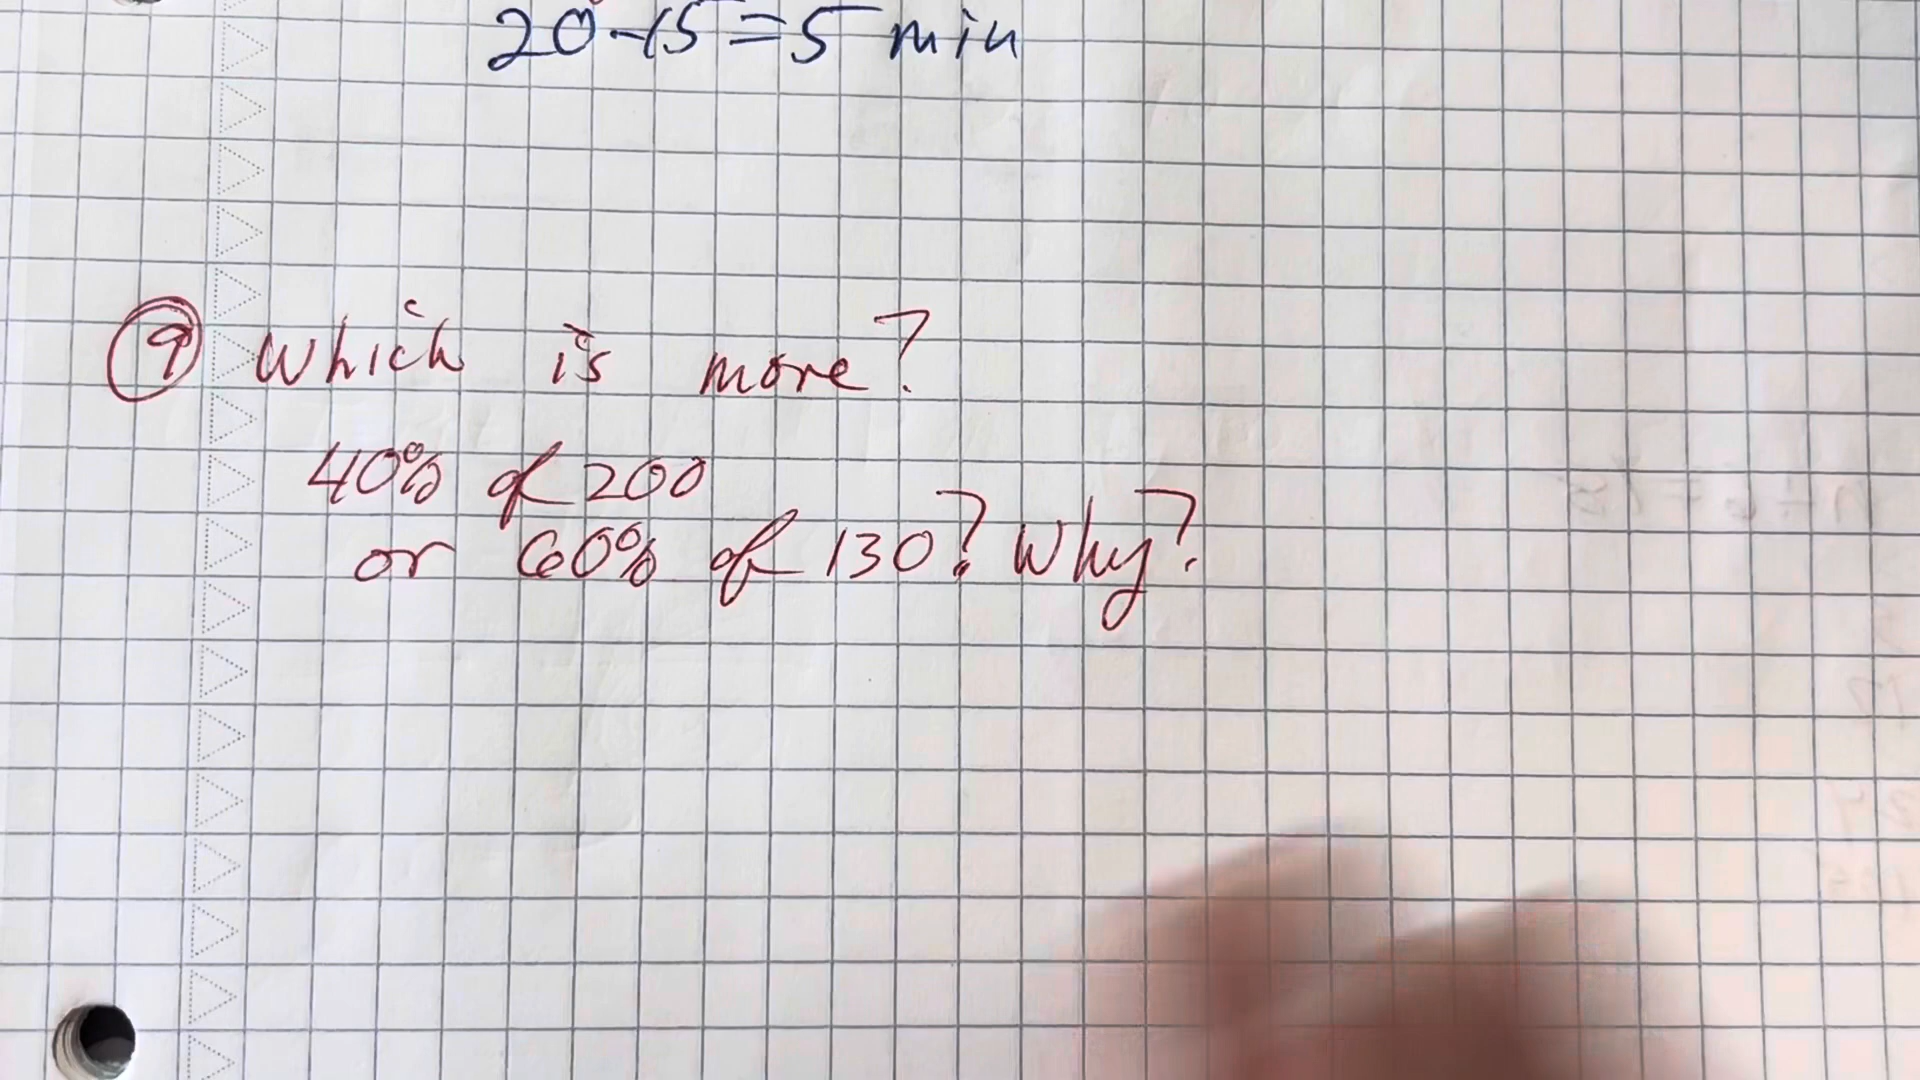 20-15=5 min
9 Which is more?
40% of 200
or 60% of 130? Why?